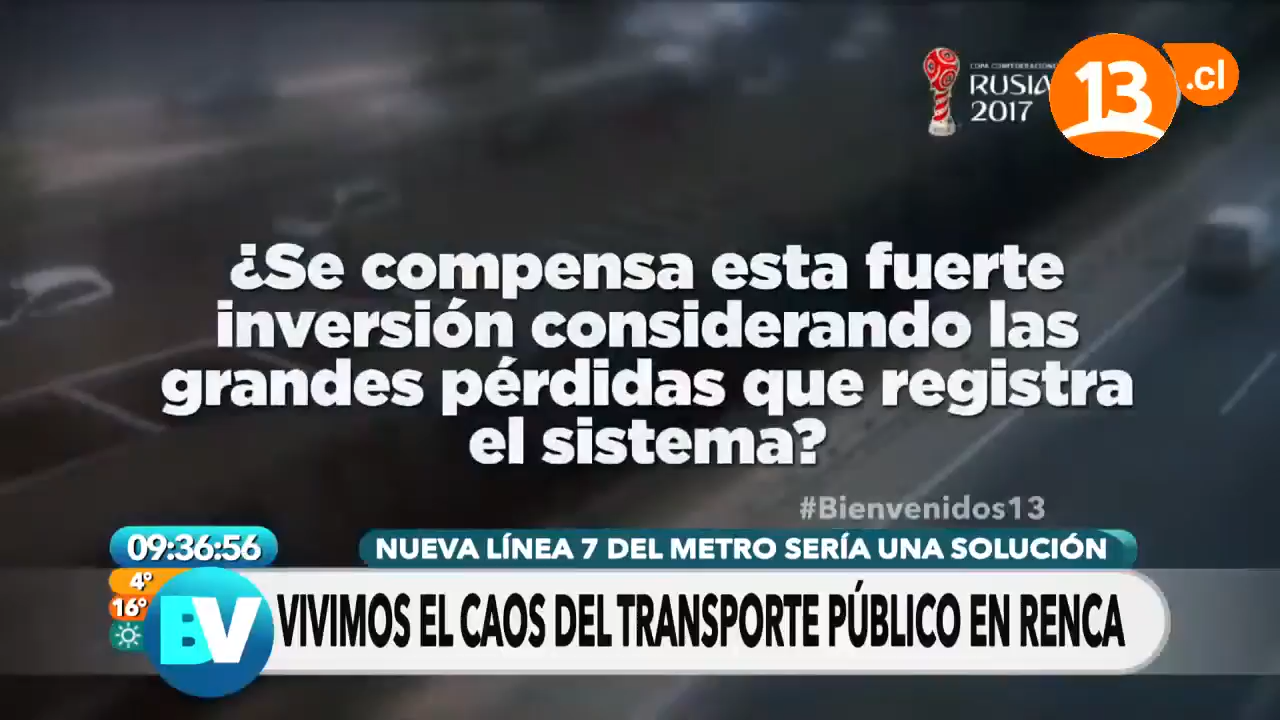 COPA CONFEDERACIONES
RUSIA
2017
13
.cl
¿Se compensa esta fuerte
inversión considerando las
grandes pérdidas que registra
el sistema?
#Bienvenidos13
09:36:56
NUEVA LÍNEA 7 DEL METRO SERÍA UNA SOLUCIÓN
4°
16°
BV
VIVIMOS EL CAOS DEL TRANSPORTE PÚBLICO EN RENCA